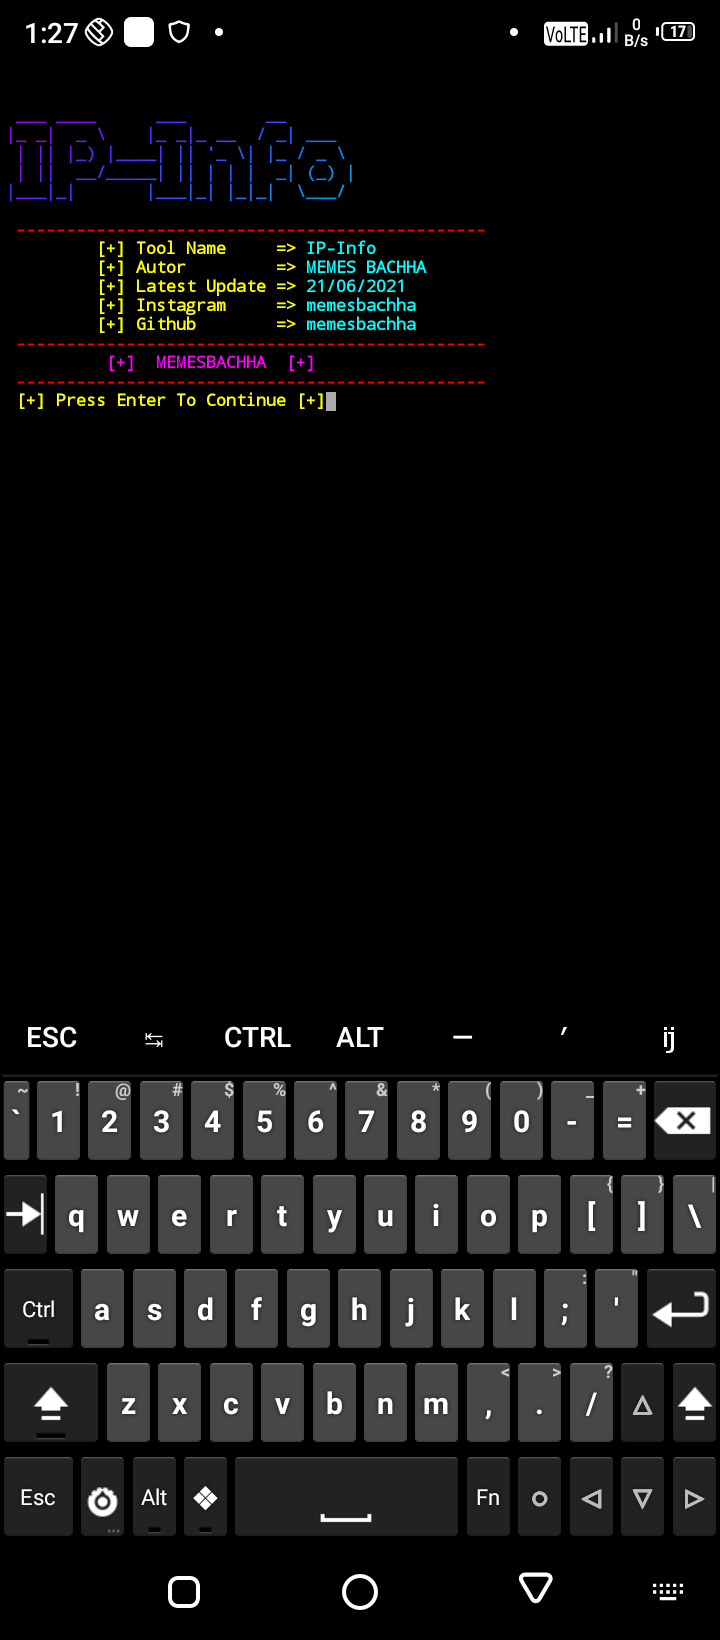 1:27 VoLTE 0 B/s 17
IP-Info
[+] Tool Name => IP-Info
[+] Autor => MEMES BACHHA
[+] Latest Update => 21/06/2021
[+] Instagram => memesbachha
[+] Github => memesbachha
[+] MEMESBACHHA [+]
[+] Press Enter To Continue [+]
ESC ↹ CTRL ALT — ′ ij
~ ! @ # $ % ^ & * ( ) _ +
` 1 2 3 4 5 6 7 8 9 0 - =
{ } |
q w e r t y u i o p [ ] \
: "
Ctrl a s d f g h j k l ; '
< > ?
z x c v b n m , . /
Esc Alt Fn